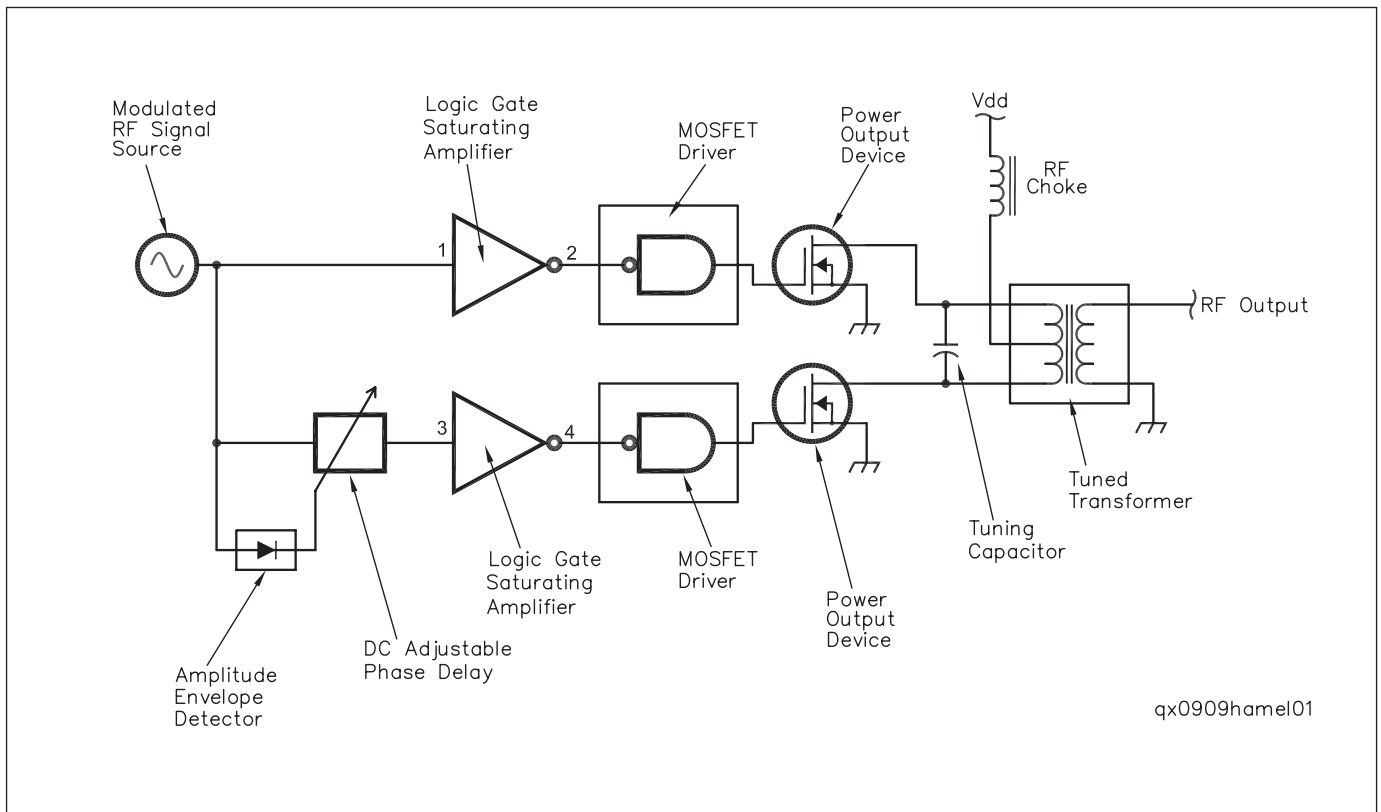 Modulated
RF Signal
Source
Logic Gate
Saturating
Amplifier
MOSFET
Driver
Power
Output
Device
Vdd
RF
Choke
1
2
RF Output
3
4
Tuned
Transformer
Tuning
Capacitor
Logic Gate
Saturating
Amplifier
MOSFET
Driver
Power
Output
Device
DC Adjustable
Phase Delay
Amplitude
Envelope
Detector
qx0909hamel01